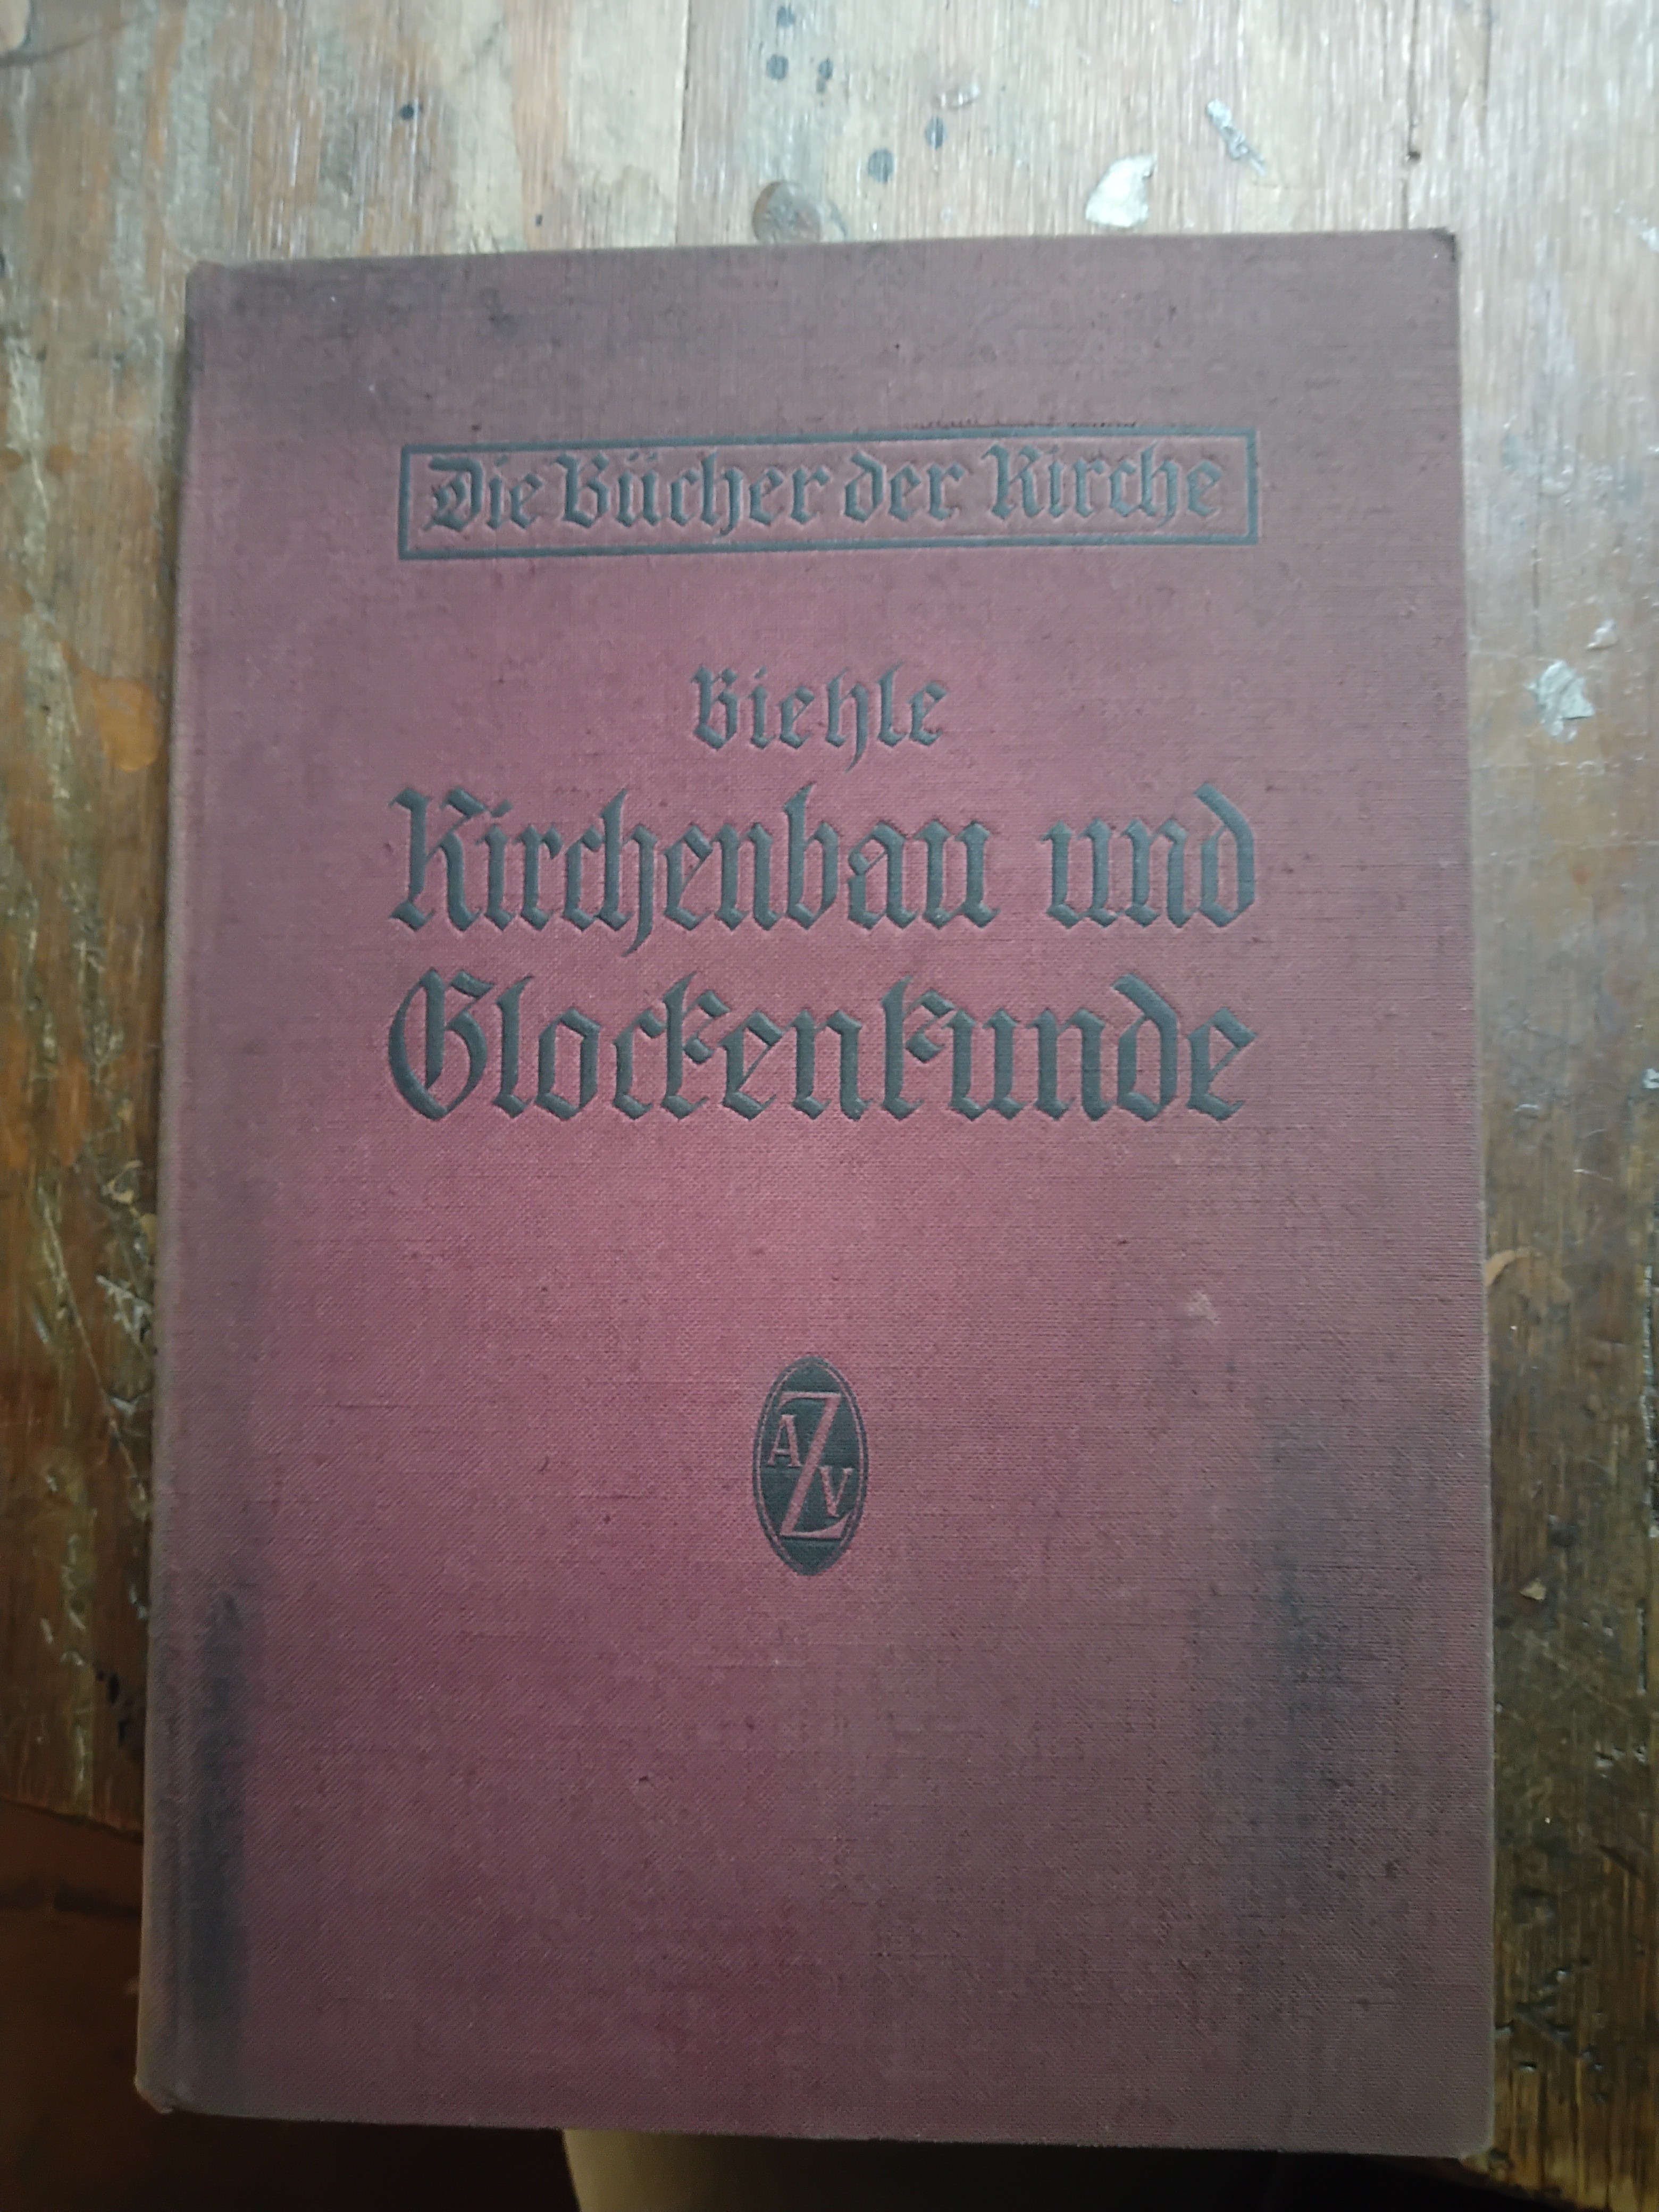 Die Bücher der Kirche
Biehle
Kirchenbau und
Glockenkunde
AZV